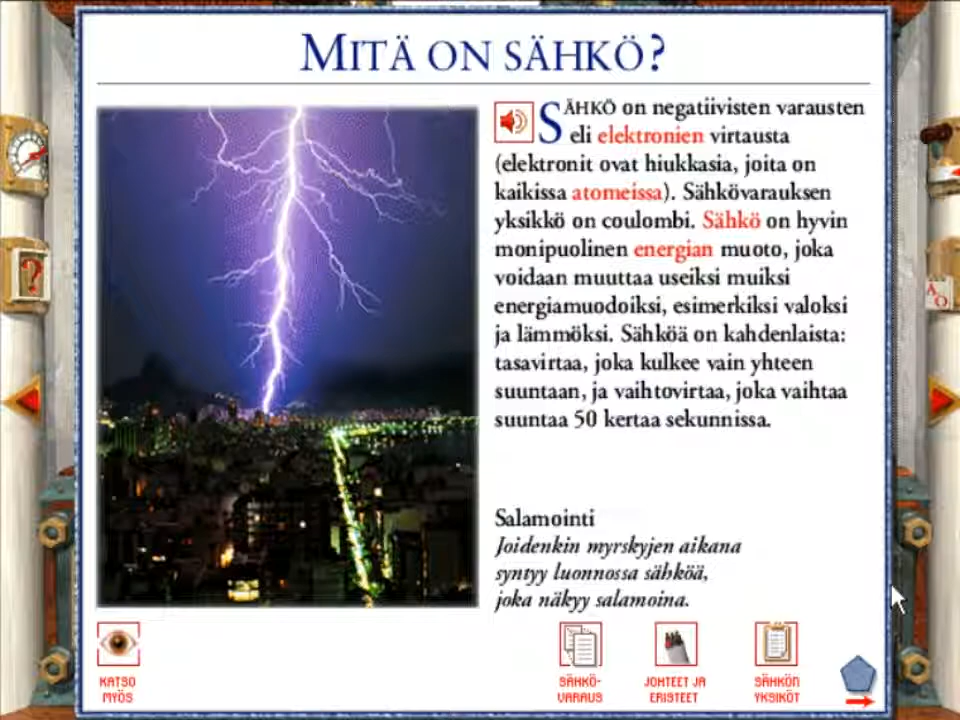 MITÄ ON SÄHKÖ?
SÄHKÖ on negatiivisten varausten
eli elektronien virtausta
(elektronit ovat hiukkasia, joita on
kaikissa atomeissa). Sähkövarauksen
yksikkö on coulombi. Sähkö on hyvin
monipuolinen energian muoto, joka
voidaan muuttaa useiksi muiksi
energiamuodoiksi, esimerkiksi valoksi
ja lämmöksi. Sähköä on kahdenlaista:
tasavirtaa, joka kulkee vain yhteen
suuntaan, ja vaihtovirtaa, joka vaihtaa
suuntaa 50 kertaa sekunnissa.
Salamointi
Joidenkin myrskyjen aikana
syntyy luonnossa sähköä,
joka näkyy salamoina.
KATSO
MYÖS
SÄHKÖ-
VARAUS
JOHTEET JA
ERISTEET
SÄHKÖN
YKSIKÖT
?
A
O